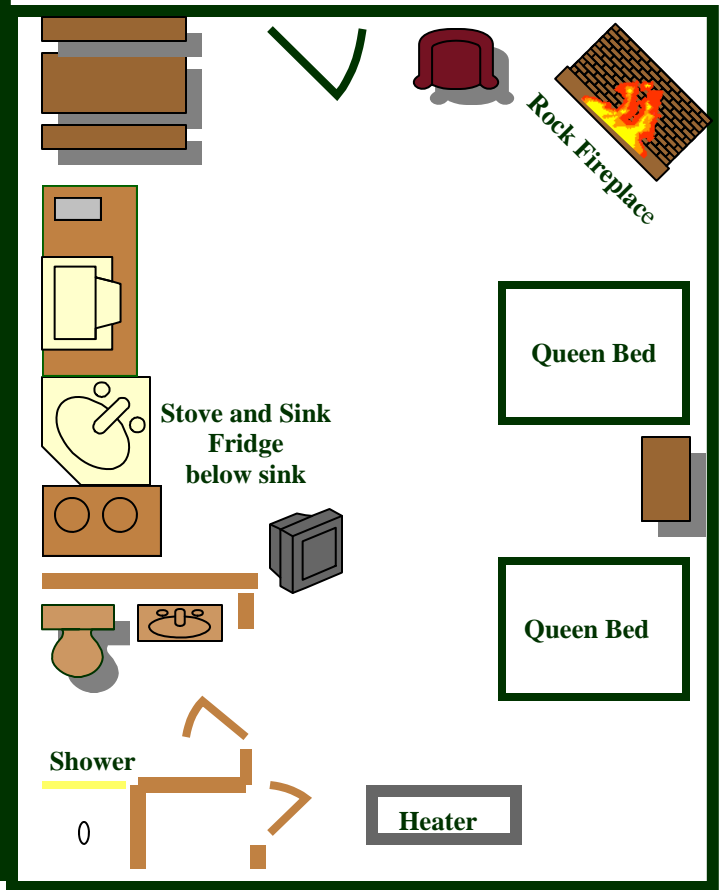 Rock Fireplace
Queen Bed
Stove and Sink
Fridge
below sink
Queen Bed
Shower
Heater